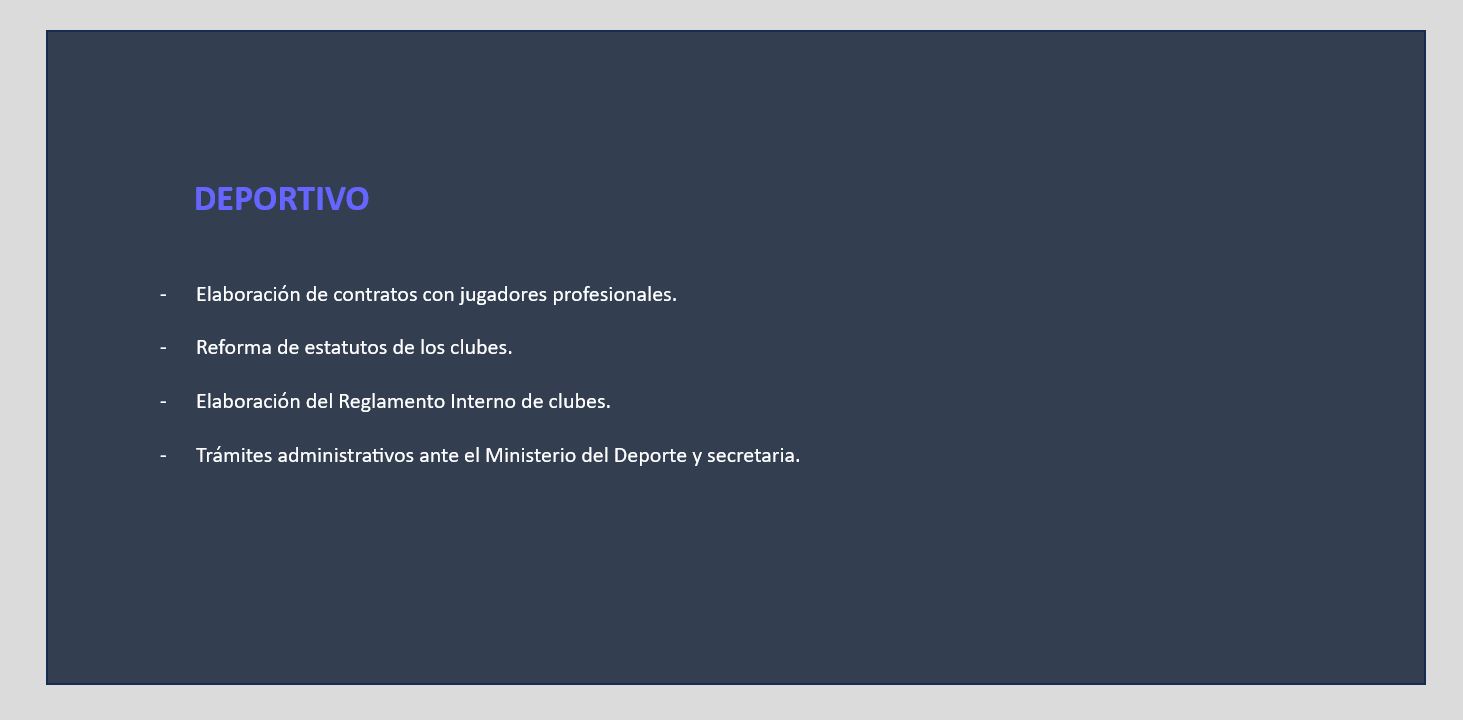 DEPORTIVO
- Elaboración de contratos con jugadores profesionales.
- Reforma de estatutos de los clubes.
- Elaboración del Reglamento Interno de clubes.
- Trámites administrativos ante el Ministerio del Deporte y secretaria.